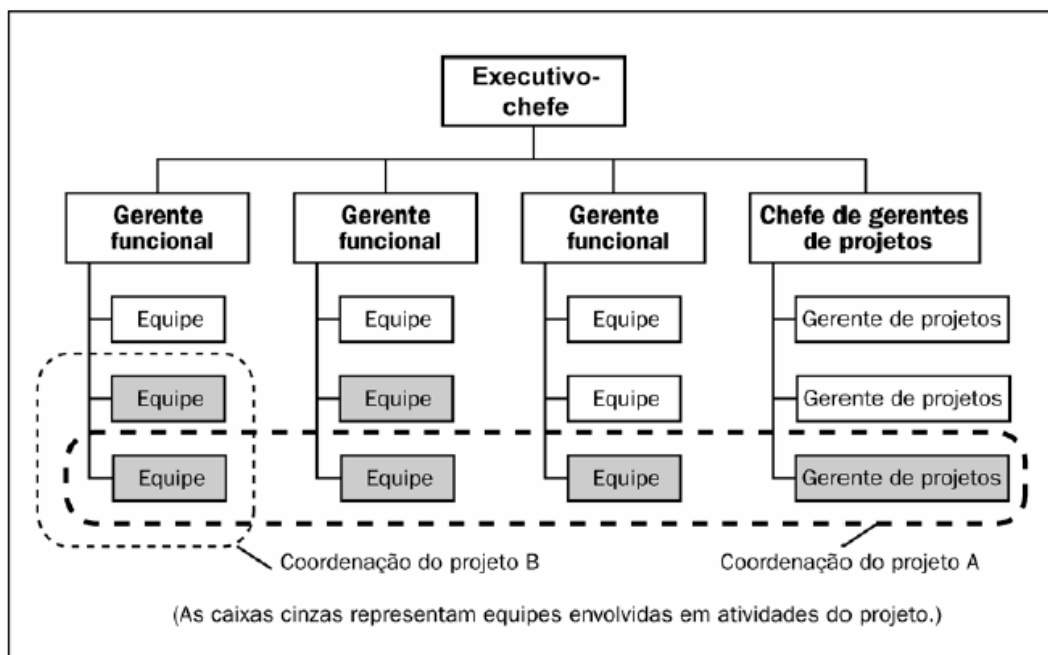 Executivo-
chefe
Gerente
funcional
Gerente
funcional
Gerente
funcional
Chefe de gerentes
de projetos
Equipe
Equipe
Equipe
Gerente de projetos
Equipe
Equipe
Equipe
Gerente de projetos
Equipe
Equipe
Equipe
Gerente de projetos
Coordenação do projeto B
Coordenação do projeto A
(As caixas cinzas representam equipes envolvidas em atividades do projeto.)